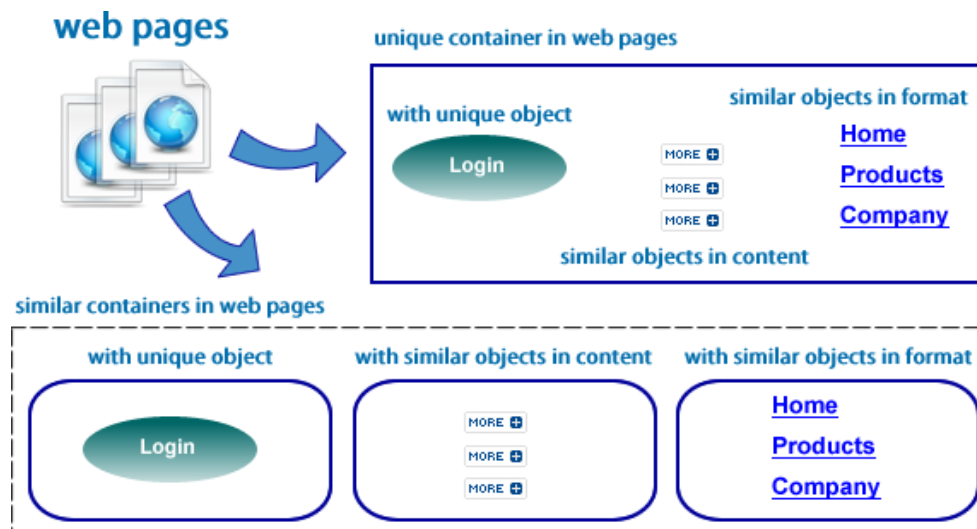 web pages
unique container in web pages
with unique object
Login
MORE
MORE
MORE
similar objects in content
similar objects in format
Home
Products
Company
similar containers in web pages
with unique object
Login
with similar objects in content
MORE
MORE
MORE
with similar objects in format
Home
Products
Company